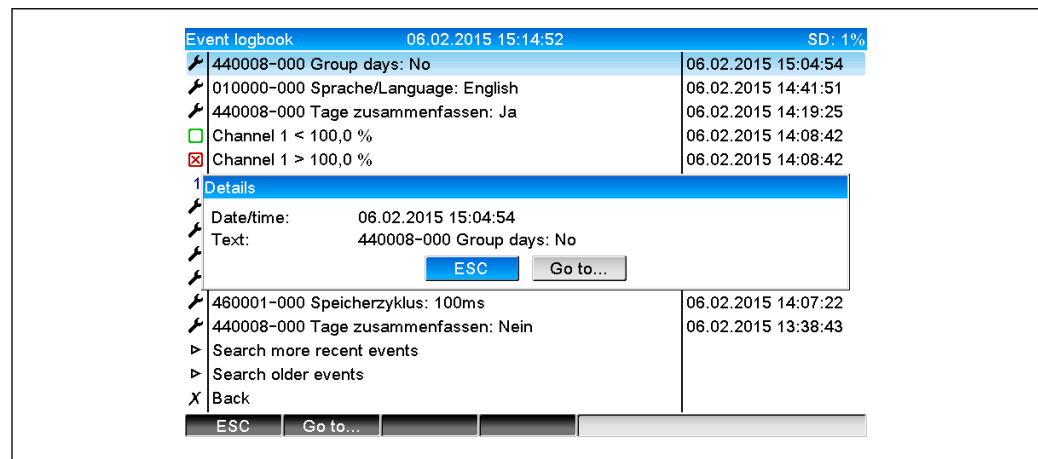 Event logbook 06.02.2015 15:14:52 SD: 1%
440008-000 Group days: No 06.02.2015 15:04:54
010000-000 Sprache/Language: English 06.02.2015 14:41:51
440008-000 Tage zusammenfassen: Ja 06.02.2015 14:19:25
Channel 1 < 100,0 % 06.02.2015 14:08:42
Channel 1 > 100,0 % 06.02.2015 14:08:42
1
Details
Date/time: 06.02.2015 15:04:54
Text: 440008-000 Group days: No
ESC Go to...
460001-000 Speicherzyklus: 100ms 06.02.2015 14:07:22
440008-000 Tage zusammenfassen: Nein 06.02.2015 13:38:43
Search more recent events
Search older events
X Back
ESC Go to...